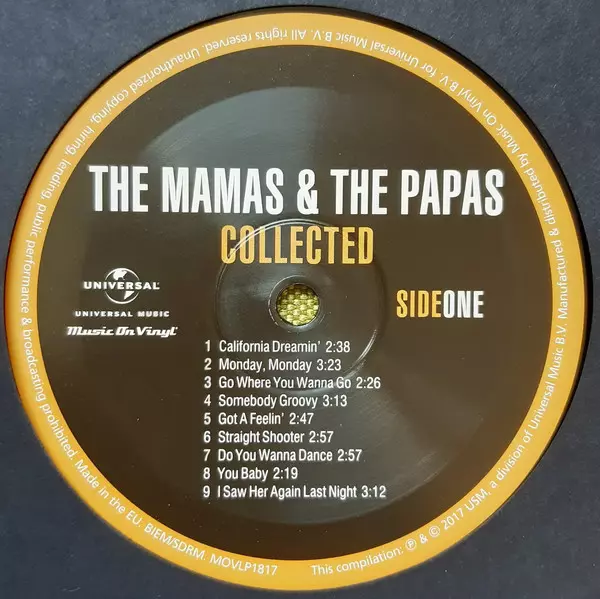 THE MAMAS & THE PAPAS
COLLECTED
UNIVERSAL
UNIVERSAL MUSIC
Music On Vinyl
SIDEONE
1 California Dreamin' 2:38
2 Monday, Monday 3:23
3 Go Where You Wanna Go 2:26
4 Somebody Groovy 3:13
5 Got A Feelin' 2:47
6 Straight Shooter 2:57
7 Do You Wanna Dance 2:57
8 You Baby 2:19
9 I Saw Her Again Last Night 3:12
This compilation: ℗ & © 2017 USM, a division of Universal Music B.V. Manufactured & distributed by Music On Vinyl B.V. for Universal Music B.V. All rights reserved. Unauthorized copying, hiring, lending, public performance & broadcasting prohibited. Made in the EU. BIEM/SDRM. MOVLP1817